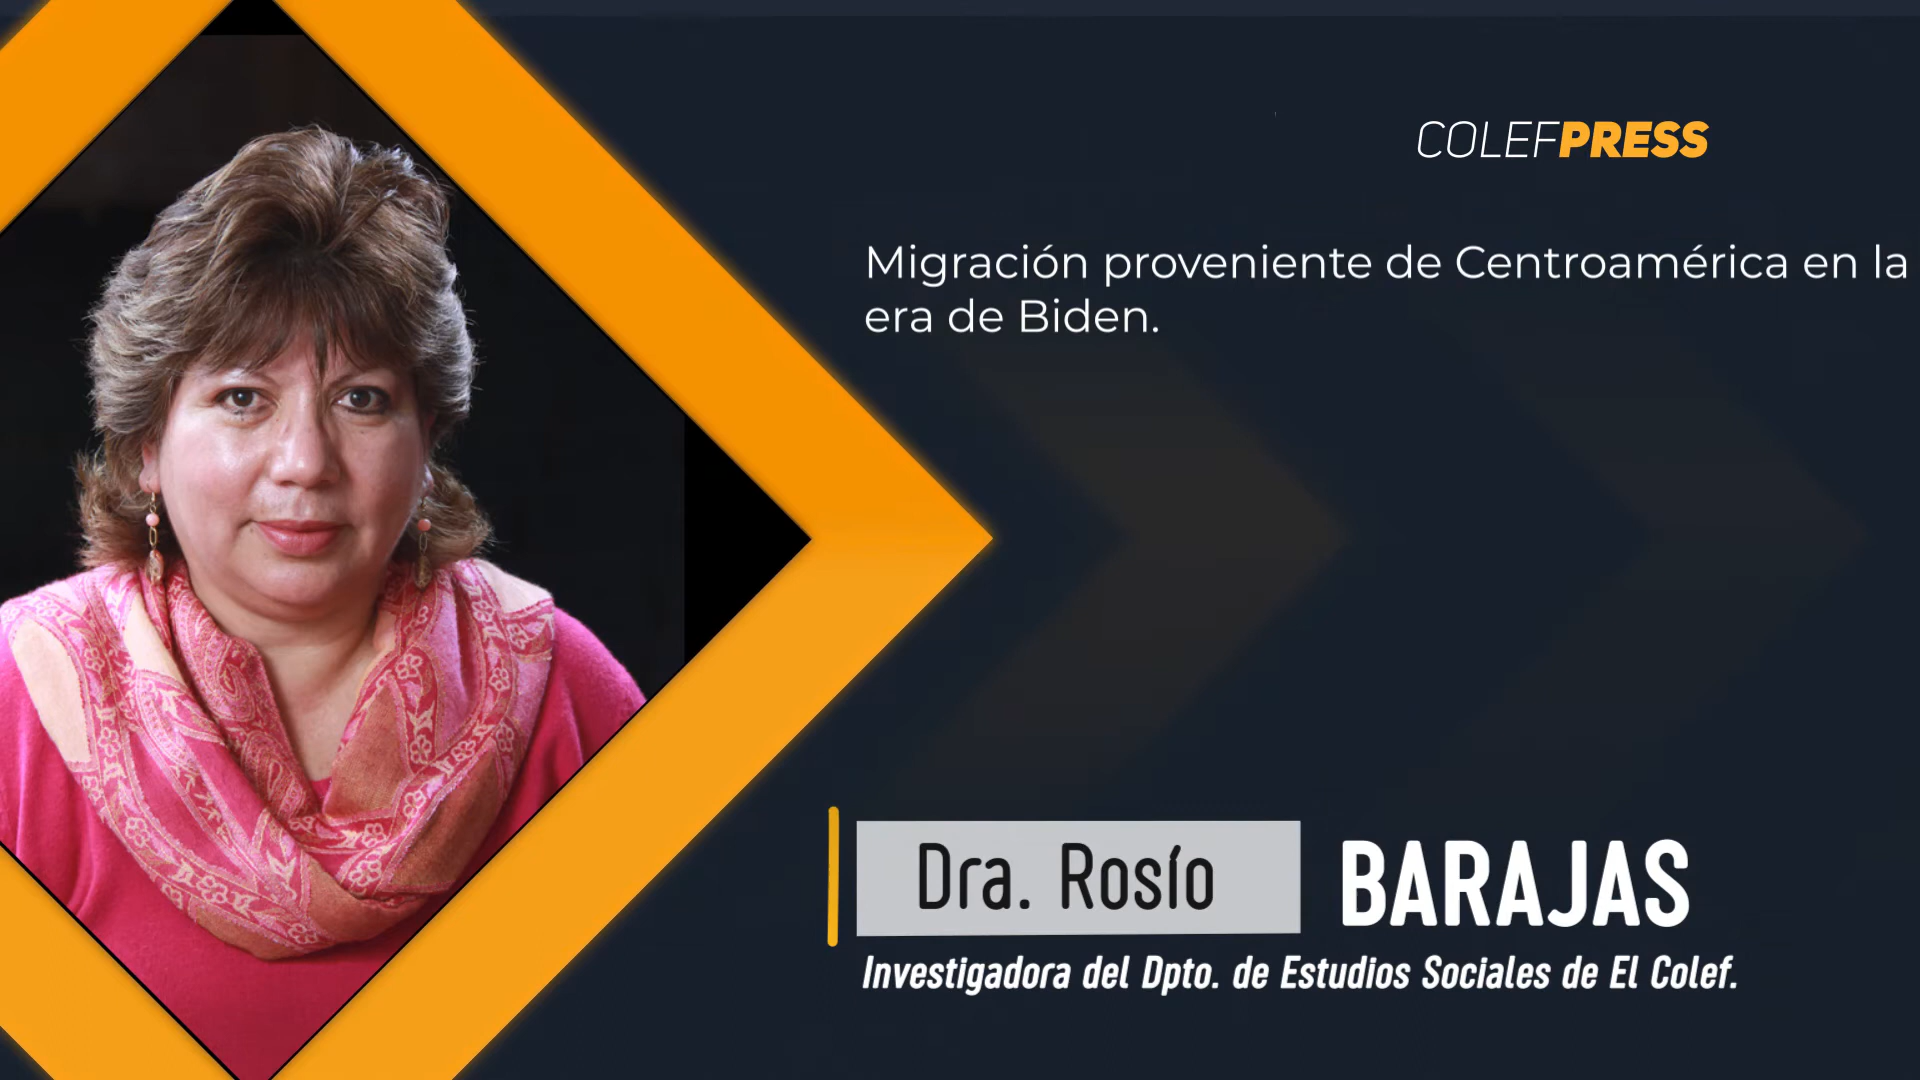 COLEFPRESS
Migración proveniente de Centroamérica en la
era de Biden.
Dra. Rosío BARAJAS
Investigadora del Dpto. de Estudios Sociales de El Colef.